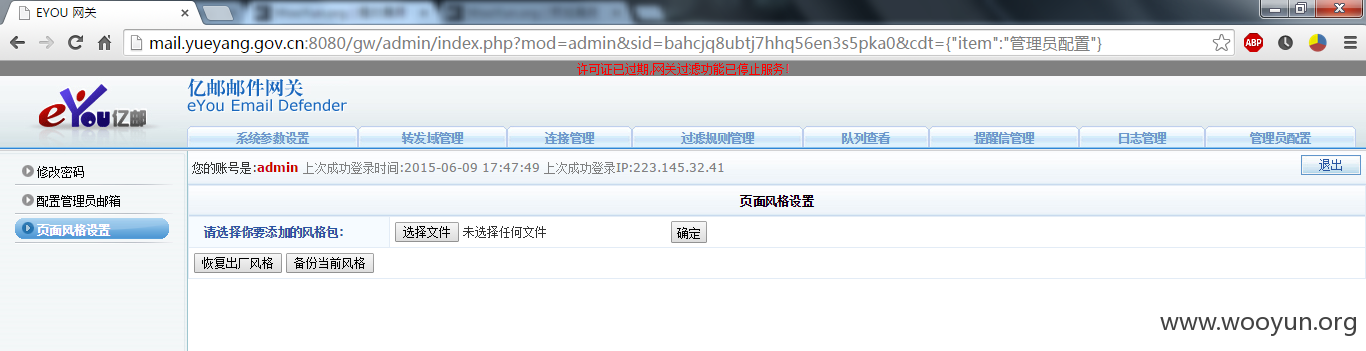 EYOU 网关
mail.yueyang.gov.cn:8080/gw/admin/index.php?mod=admin&sid=bahcjq8ubtj7hhq56en3s5pka0&cdt={"item":"管理员配置"}
ABP
许可证已过期,网关过滤功能已停止服务!
eYou亿邮
亿邮邮件网关
eYou Email Defender
系统参数设置 转发域管理 连接管理 过滤规则管理 队列查看 提醒信管理 日志管理 管理员配置
修改密码
配置管理员邮箱
页面风格设置
您的账号是:admin 上次成功登录时间:2015-06-09 17:47:49 上次成功登录IP:223.145.32.41
退出
页面风格设置
请选择你要添加的风格包: 选择文件 未选择任何文件 确定
恢复出厂风格 备份当前风格
www.wooyun.org